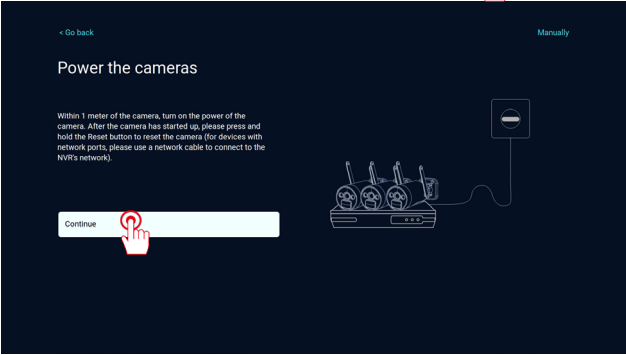 < Go back
Manually
Power the cameras
Within 1 meter of the camera, turn on the power of the
camera. After the camera has started up, please press and
hold the Reset button to reset the camera (for devices with
network ports, please use a network cable to connect to the
NVR's network).
Continue